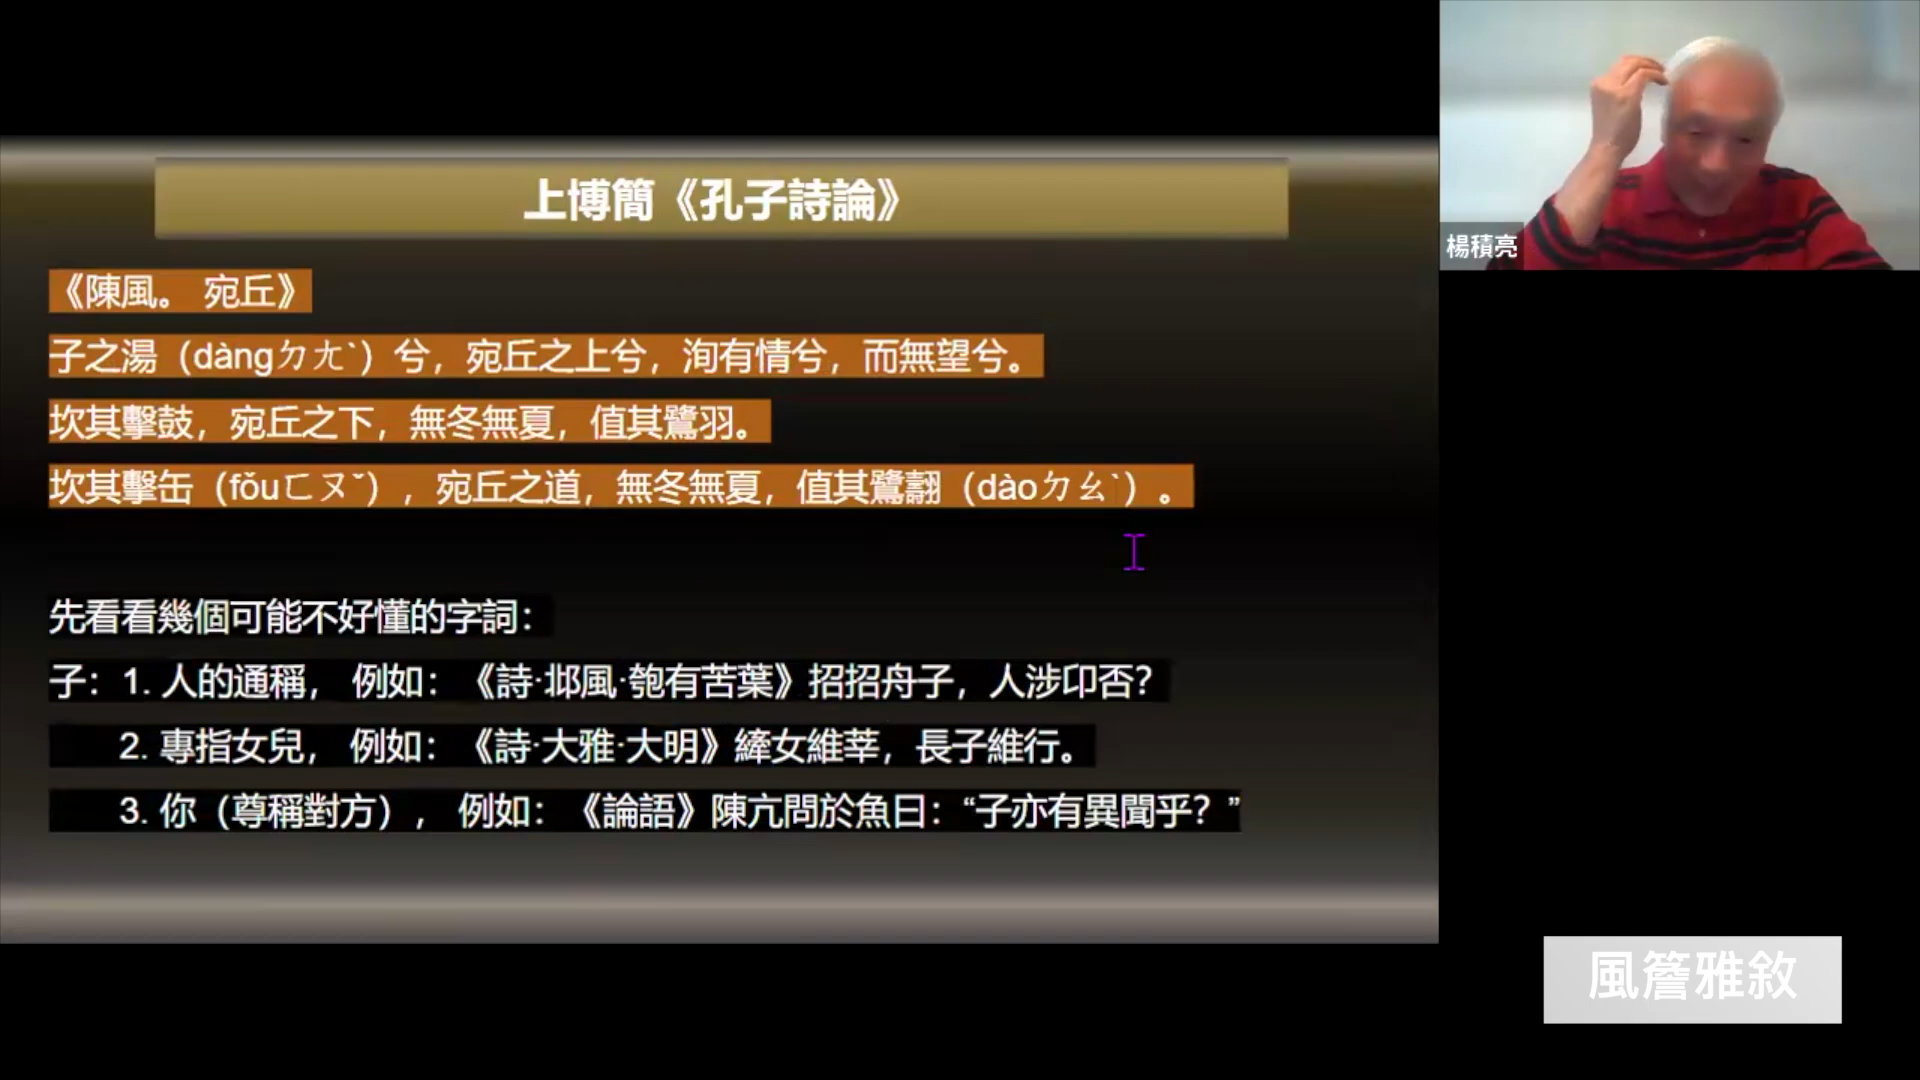 上博簡《孔子詩論》
《陳風。 宛丘》
子之湯（dàngㄉㄤˋ）兮，宛丘之上兮，洵有情兮，而無望兮。
坎其擊鼓，宛丘之下，無冬無夏，值其鷺羽。
坎其擊缶（fǒuㄈㄡˇ），宛丘之道，無冬無夏，值其鷺翿（dàoㄉㄠˋ）。
先看看幾個可能不好懂的字詞：
子：1. 人的通稱， 例如：《詩·邶風·匏有苦葉》招招舟子，人涉卬否？
2. 專指女兒， 例如：《詩·大雅·大明》纘女維莘，長子維行。
3. 你（尊稱對方）， 例如：《論語》陳亢問於魚曰：“子亦有異聞乎？”
楊積亮
風簷雅敘